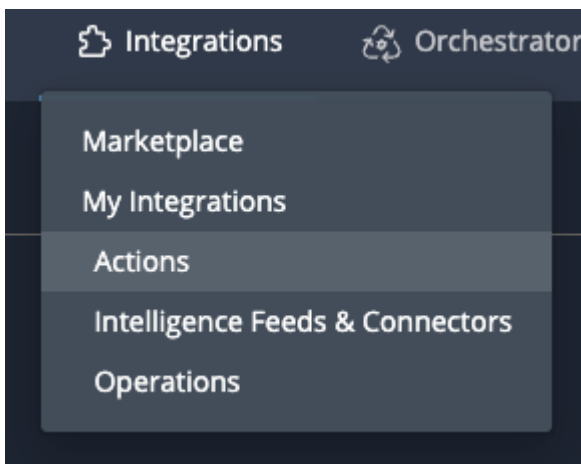 Integrations Orchestrator
Marketplace
My Integrations
Actions
Intelligence Feeds & Connectors
Operations